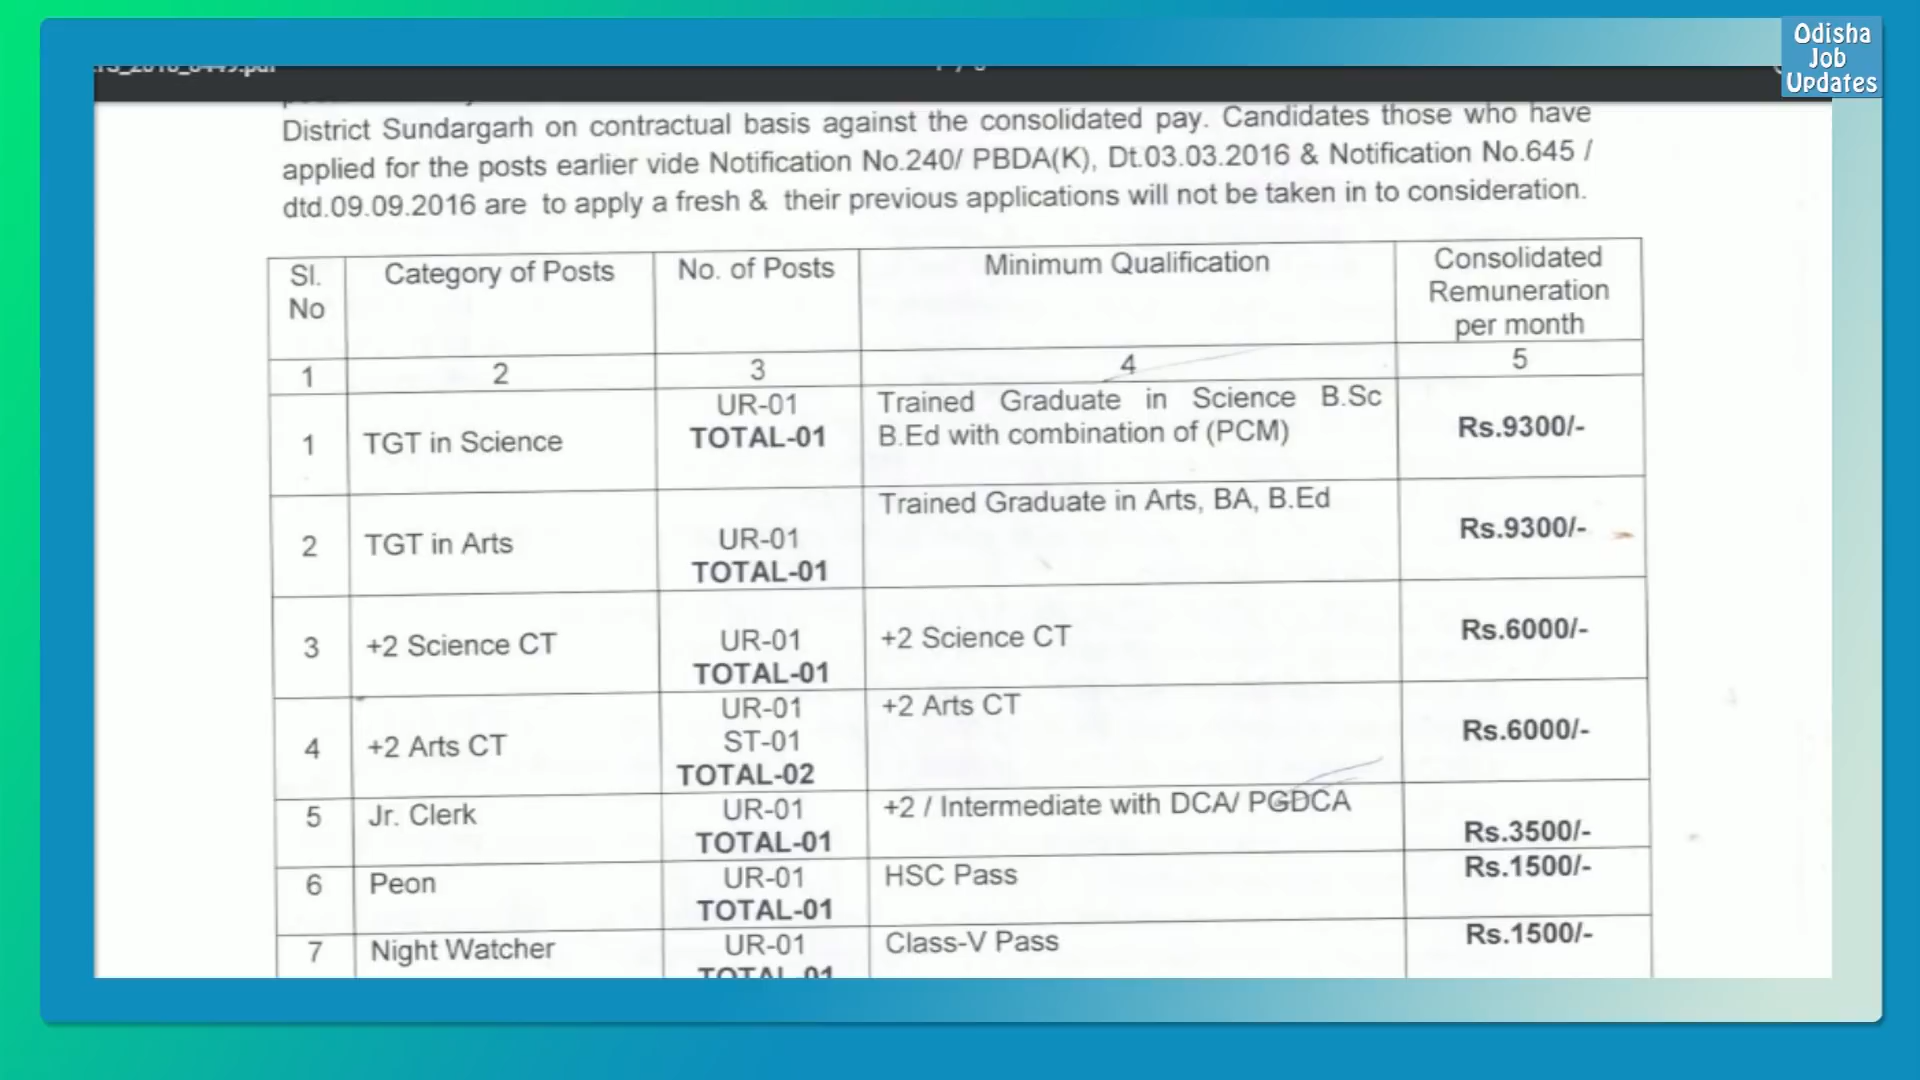 Odisha
Job
Updates
District Sundargarh on contractual basis against the consolidated pay. Candidates those who have
applied for the posts earlier vide Notification No.240/ PBDA(K), Dt.03.03.2016 & Notification No.645 /
dtd.09.09.2016 are to apply a fresh & their previous applications will not be taken in to consideration.
Sl. No Category of Posts No. of Posts Minimum Qualification Consolidated Remuneration per month
1 2 3 4 5
1 TGT in Science UR-01 TOTAL-01 Trained Graduate in Science B.Sc B.Ed with combination of (PCM) Rs.9300/-
2 TGT in Arts UR-01 TOTAL-01 Trained Graduate in Arts, BA, B.Ed Rs.9300/-
3 +2 Science CT UR-01 TOTAL-01 +2 Science CT Rs.6000/-
4 +2 Arts CT UR-01 ST-01 TOTAL-02 +2 Arts CT Rs.6000/-
5 Jr. Clerk UR-01 TOTAL-01 +2 / Intermediate with DCA/ PGDCA Rs.3500/-
6 Peon UR-01 TOTAL-01 HSC Pass Rs.1500/-
7 Night Watcher UR-01 TOTAL-01 Class-V Pass Rs.1500/-